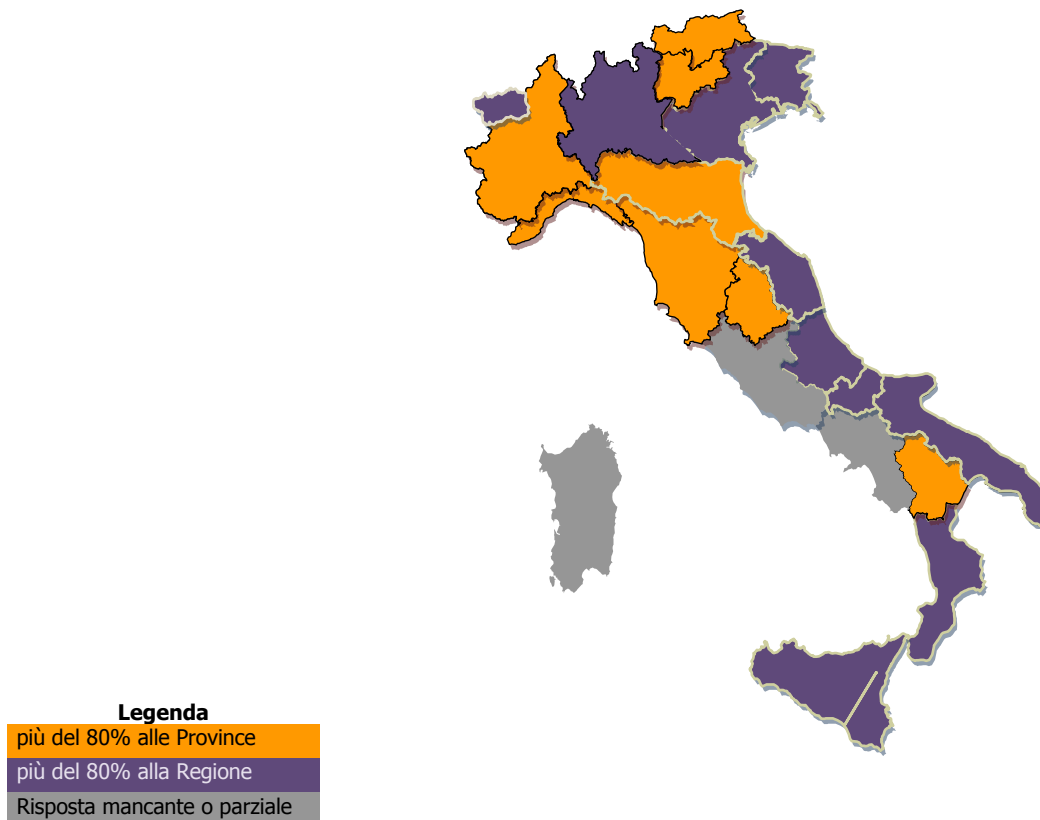 Legenda
più del 80% alle Province
più del 80% alla Regione
Risposta mancante o parziale